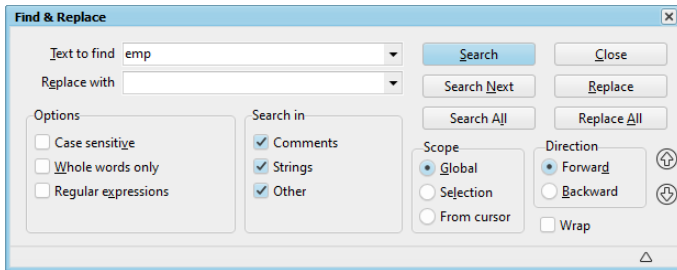 Find & Replace
Text to find emp
Replace with
Search Close
Search Next Replace
Search All Replace All
Options
Case sensitive
Whole words only
Regular expressions
Search in
Comments
Strings
Other
Scope
Global
Selection
From cursor
Direction
Forward
Backward
Wrap